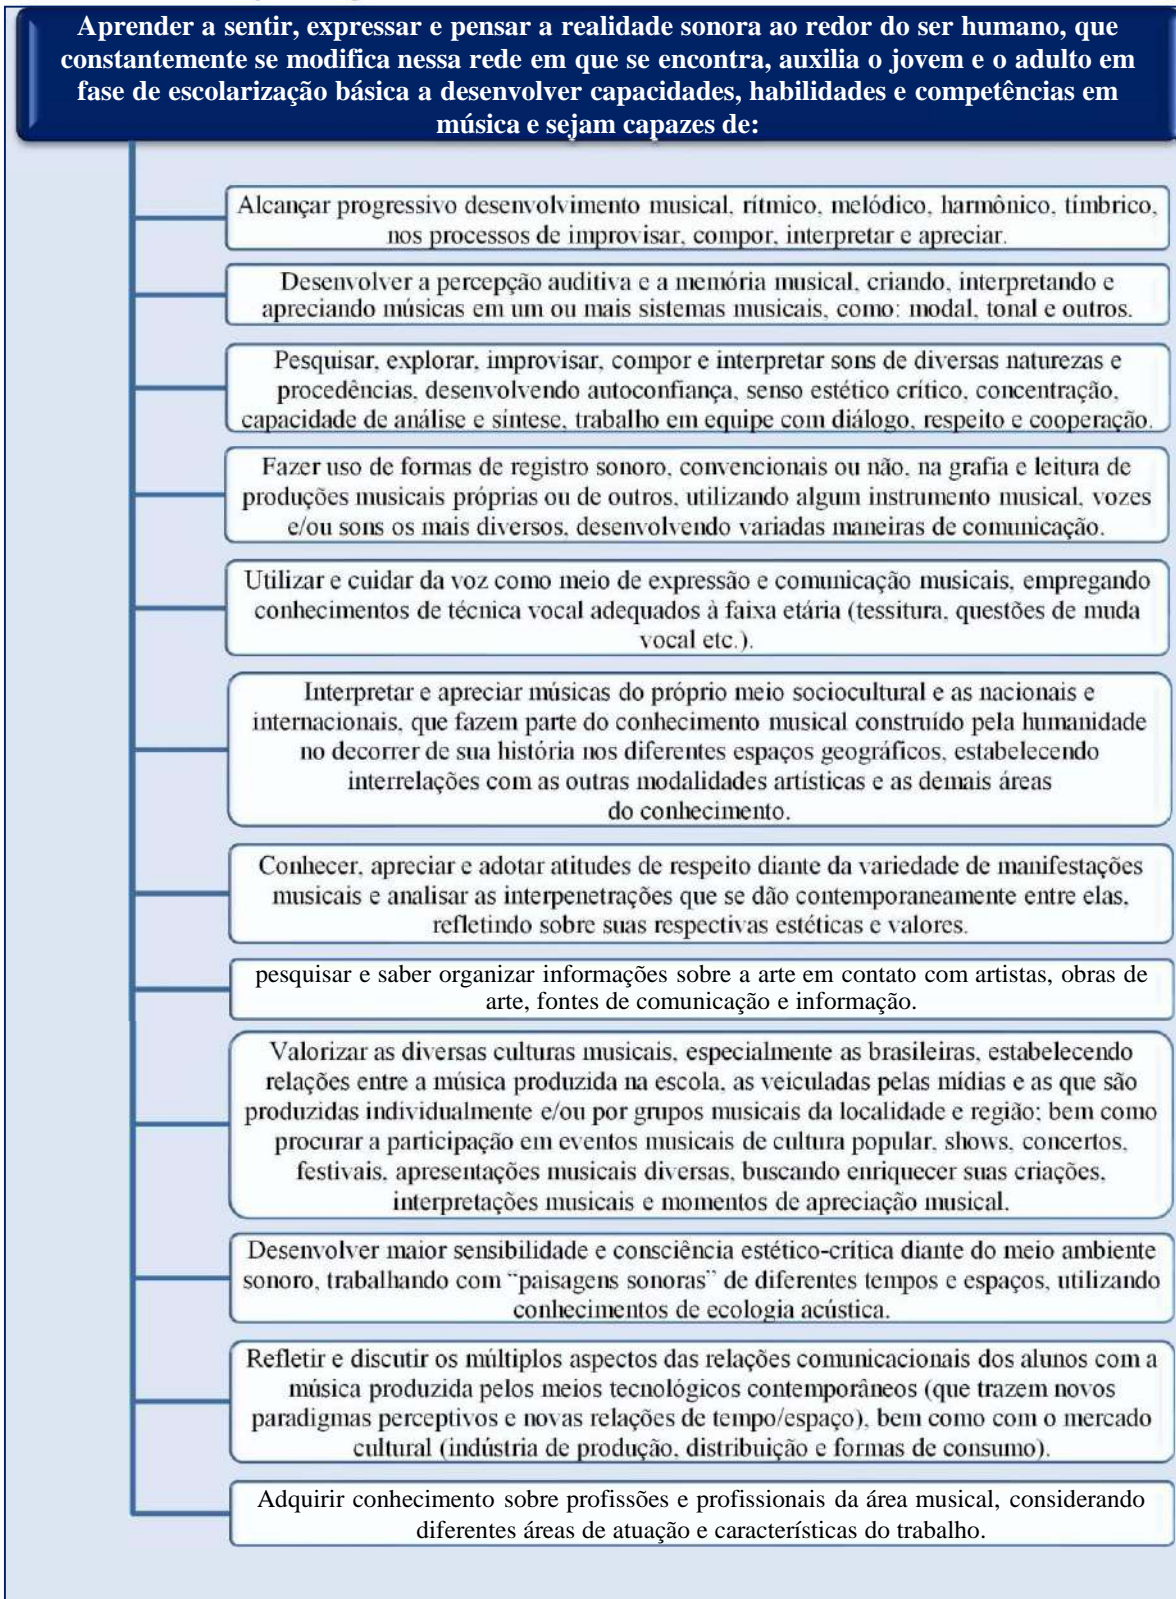 Aprender a sentir, expressar e pensar a realidade sonora ao redor do ser humano, que
constantemente se modifica nessa rede em que se encontra, auxilia o jovem e o adulto em
fase de escolarização básica a desenvolver capacidades, habilidades e competências em
música e sejam capazes de:
Alcançar progressivo desenvolvimento musical, rítmico, melódico, harmônico, tímbrico,
nos processos de improvisar, compor, interpretar e apreciar.
Desenvolver a percepção auditiva e a memória musical, criando, interpretando e
apreciando músicas em um ou mais sistemas musicais, como: modal, tonal e outros.
Pesquisar, explorar, improvisar, compor e interpretar sons de diversas naturezas e
procedências, desenvolvendo autoconfiança, senso estético crítico, concentração,
capacidade de análise e síntese, trabalho em equipe com diálogo, respeito e cooperação.
Fazer uso de formas de registro sonoro, convencionais ou não, na grafia e leitura de
produções musicais próprias ou de outros, utilizando algum instrumento musical, vozes
e/ou sons os mais diversos, desenvolvendo variadas maneiras de comunicação.
Utilizar e cuidar da voz como meio de expressão e comunicação musicais, empregando
conhecimentos de técnica vocal adequados à faixa etária (tessitura, questões de muda
vocal etc.).
Interpretar e apreciar músicas do próprio meio sociocultural e as nacionais e
internacionais, que fazem parte do conhecimento musical construído pela humanidade
no decorrer de sua história nos diferentes espaços geográficos, estabelecendo
interrelações com as outras modalidades artísticas e as demais áreas
do conhecimento.
Conhecer, apreciar e adotar atitudes de respeito diante da variedade de manifestações
musicais e analisar as interpenetrações que se dão contemporaneamente entre elas,
refletindo sobre suas respectivas estéticas e valores.
pesquisar e saber organizar informações sobre a arte em contato com artistas, obras de
arte, fontes de comunicação e informação.
Valorizar as diversas culturas musicais, especialmente as brasileiras, estabelecendo
relações entre a música produzida na escola, as veiculadas pelas mídias e as que são
produzidas individualmente e/ou por grupos musicais da localidade e região; bem como
procurar a participação em eventos musicais de cultura popular, shows, concertos,
festivais, apresentações musicais diversas, buscando enriquecer suas criações,
interpretações musicais e momentos de apreciação musical.
Desenvolver maior sensibilidade e consciência estético-crítica diante do meio ambiente
sonoro, trabalhando com “paisagens sonoras” de diferentes tempos e espaços, utilizando
conhecimentos de ecologia acústica.
Refletir e discutir os múltiplos aspectos das relações comunicacionais dos alunos com a
música produzida pelos meios tecnológicos contemporâneos (que trazem novos
paradigmas perceptivos e novas relações de tempo/espaço), bem como com o mercado
cultural (indústria de produção, distribuição e formas de consumo).
Adquirir conhecimento sobre profissões e profissionais da área musical, considerando
diferentes áreas de atuação e características do trabalho.